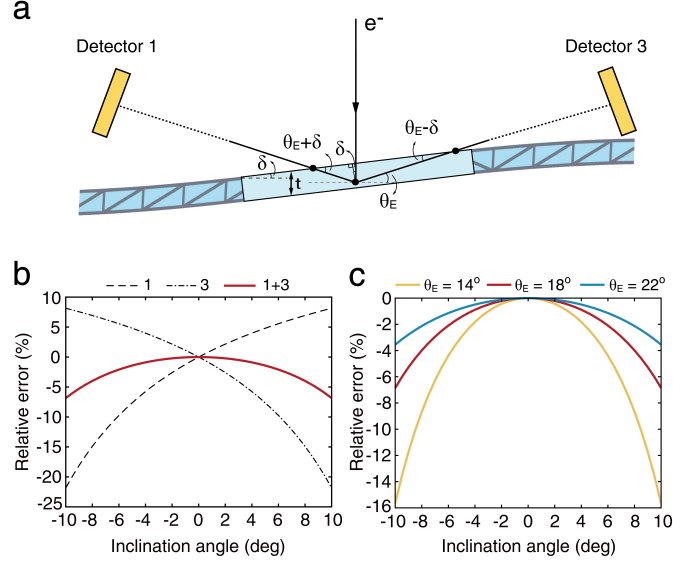 a
e⁻
Detector 1
Detector 3
δ
θE+δ
δ
θE-δ
t
θE
b
1
3
1+3
Relative error (%)
10
5
0
-5
-10
-15
-20
-25
-10 -8 -6 -4 -2 0 2 4 6 8 10
Inclination angle (deg)
c
θE = 14o
θE = 18o
θE = 22o
Relative error (%)
0
-2
-4
-6
-8
-10
-12
-14
-16
-10 -8 -6 -4 -2 0 2 4 6 8 10
Inclination angle (deg)